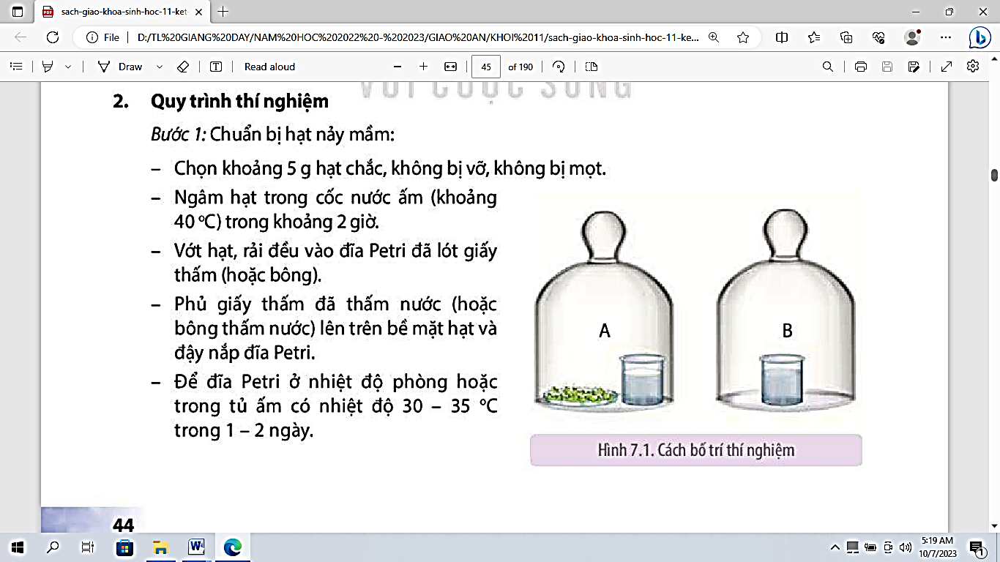 sach-giao-khoa-sinh-hoc-11-ket-
File
D:/TL%20GIANG%20DAY/NAM%20HOC%202022%20-%202023/GIAO%20AN/KHOI%2011/sach-giao-khoa-sinh-hoc-11-ke...
Draw
Read aloud
45
of 190
VỚI CUỘC SỐNG
2. Quy trình thí nghiệm
Bước 1: Chuẩn bị hạt nảy mầm:
– Chọn khoảng 5 g hạt chắc, không bị vỡ, không bị mọt.
– Ngâm hạt trong cốc nước ấm (khoảng
40 °C) trong khoảng 2 giờ.
– Vớt hạt, rải đều vào đĩa Petri đã lót giấy
thấm (hoặc bông).
– Phủ giấy thấm đã thấm nước (hoặc
bông thấm nước) lên trên bề mặt hạt và
đậy nắp đĩa Petri.
– Để đĩa Petri ở nhiệt độ phòng hoặc
trong tủ ấm có nhiệt độ 30 – 35 °C
trong 1 – 2 ngày.
A
B
Hình 7.1. Cách bố trí thí nghiệm
44
5:19 AM
10/7/2023
1